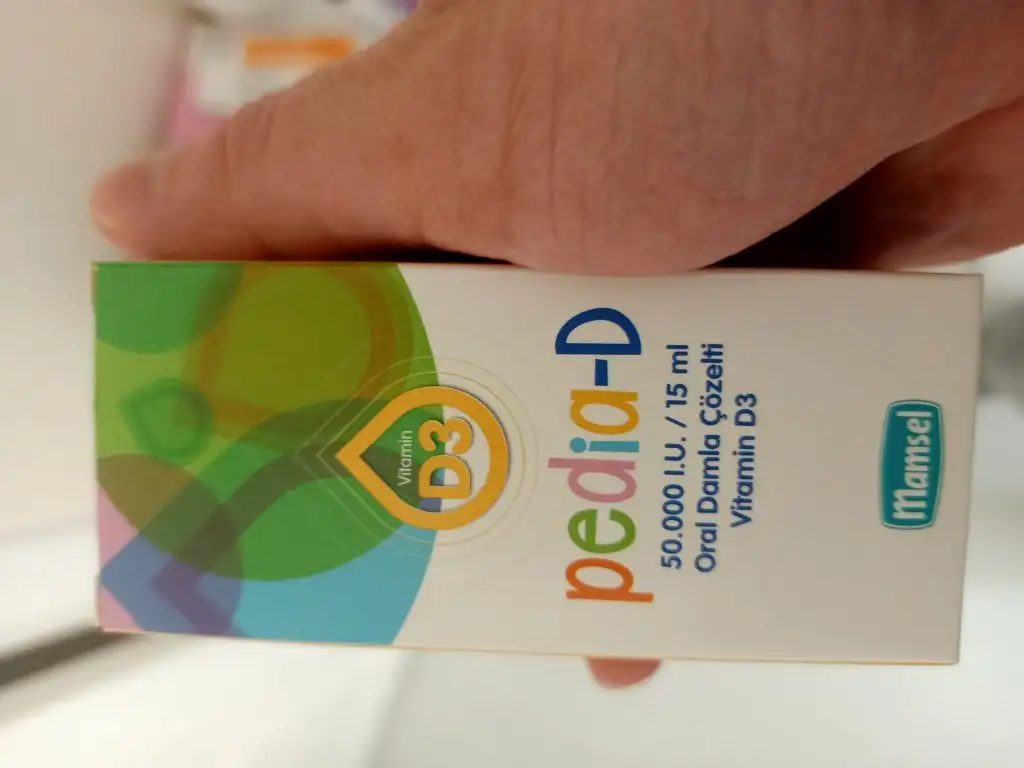 Vitamin
D3
pedia-D
50.000 I.U. / 15 ml
Oral Damla Çözelti
Vitamin D3
Mamsel